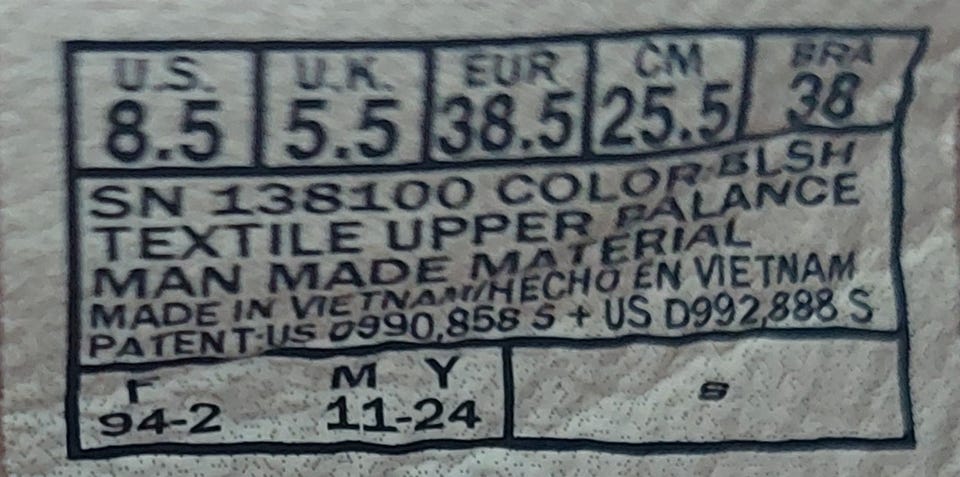 U.S. U.K. EUR CM BRA
8.5 5.5 38.5 25.5 38
SN 138100 COLOR-BLSH
TEXTILE UPPER BALANCE
MAN MADE MATERIAL
MADE IN VIETNAM/HECHO EN VIETNAM
PATENT-US D990,858 S + US D992,888 S
F M Y
94-2 11-24
S